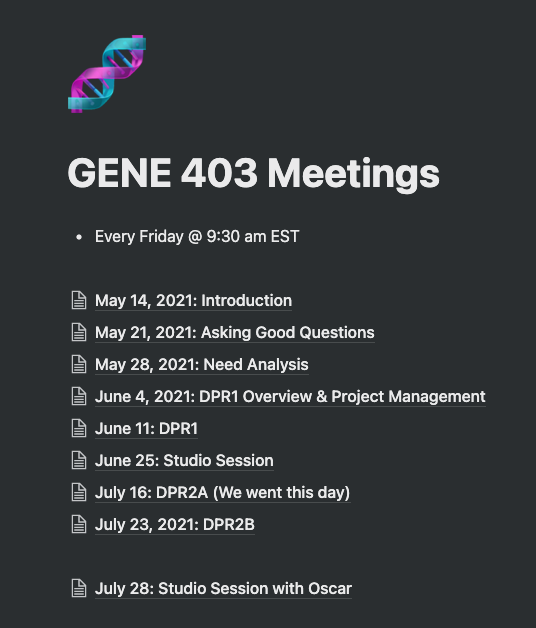 GENE 403 Meetings
• Every Friday @ 9:30 am EST
May 14, 2021: Introduction
May 21, 2021: Asking Good Questions
May 28, 2021: Need Analysis
June 4, 2021: DPR1 Overview & Project Management
June 11: DPR1
June 25: Studio Session
July 16: DPR2A (We went this day)
July 23, 2021: DPR2B
July 28: Studio Session with Oscar